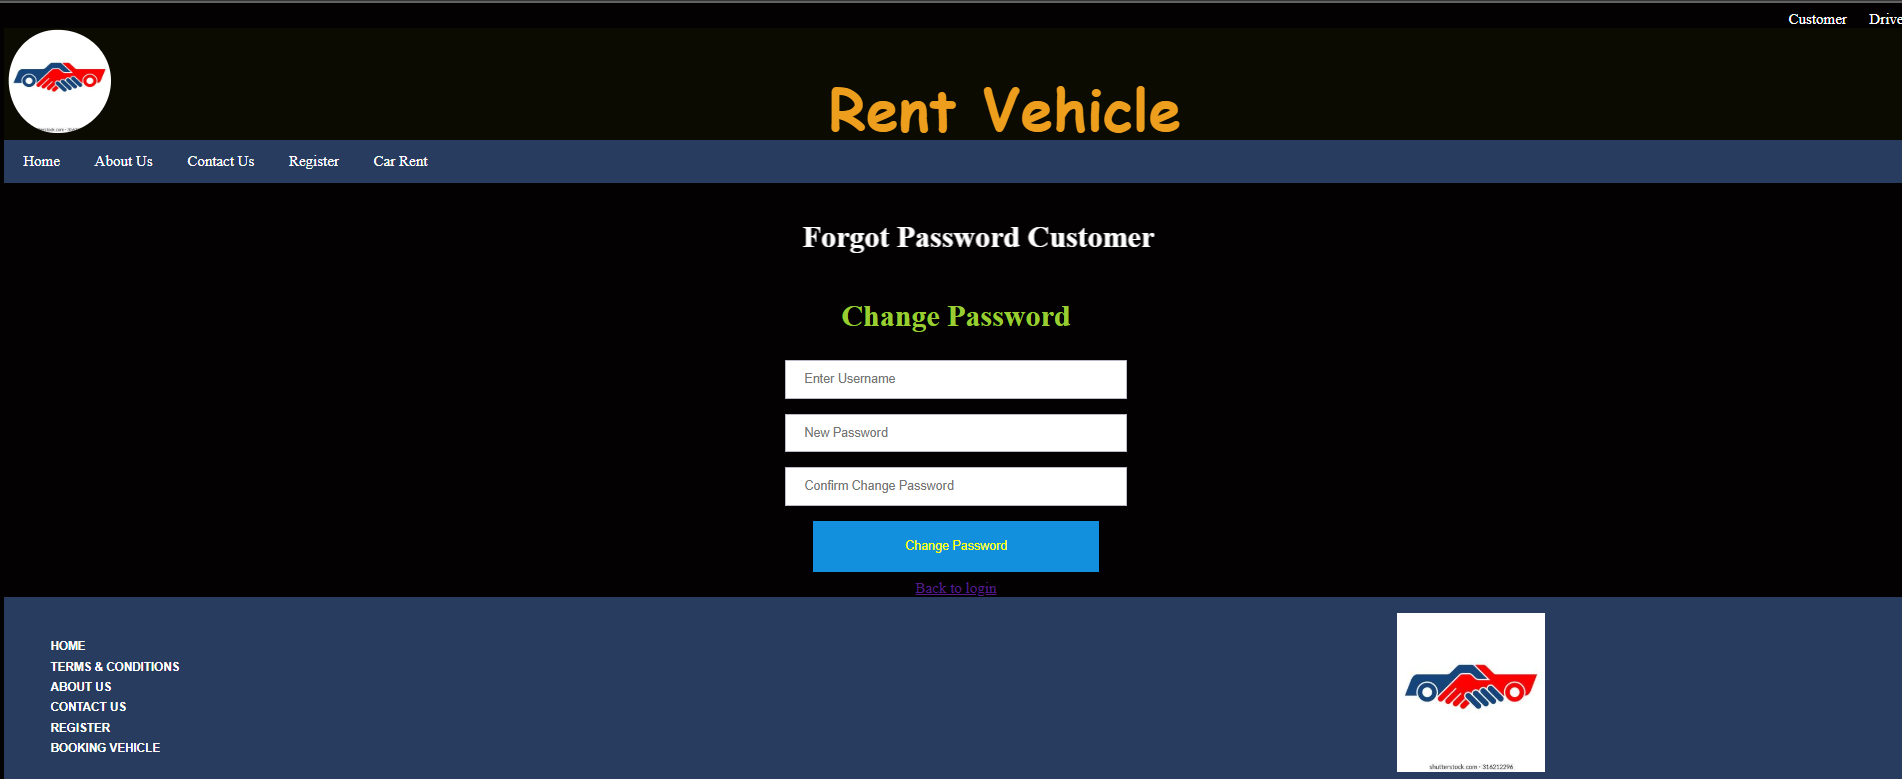 Customer Drive
Rent Vehicle
Home About Us Contact Us Register Car Rent
Forgot Password Customer
Change Password
Enter Username
New Password
Confirm Change Password
Change Password
Back to login
HOME
TERMS & CONDITIONS
ABOUT US
CONTACT US
REGISTER
BOOKING VEHICLE
shutterstock.com • 316212296